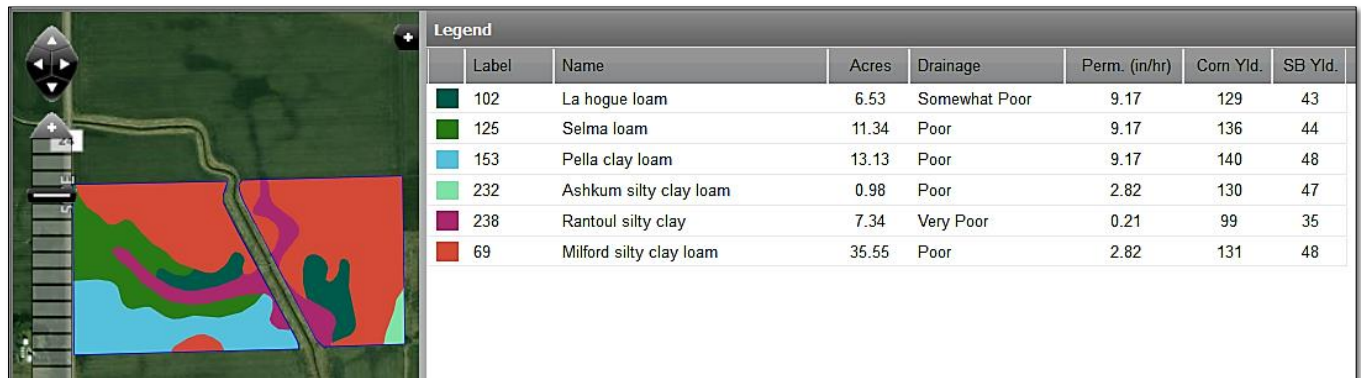 Legend
Label Name Acres Drainage Perm. (in/hr) Corn Yld. SB Yld.
102 La hogue loam 6.53 Somewhat Poor 9.17 129 43
125 Selma loam 11.34 Poor 9.17 136 44
153 Pella clay loam 13.13 Poor 9.17 140 48
232 Ashkum silty clay loam 0.98 Poor 2.82 130 47
238 Rantoul silty clay 7.34 Very Poor 0.21 99 35
69 Milford silty clay loam 35.55 Poor 2.82 131 48
24